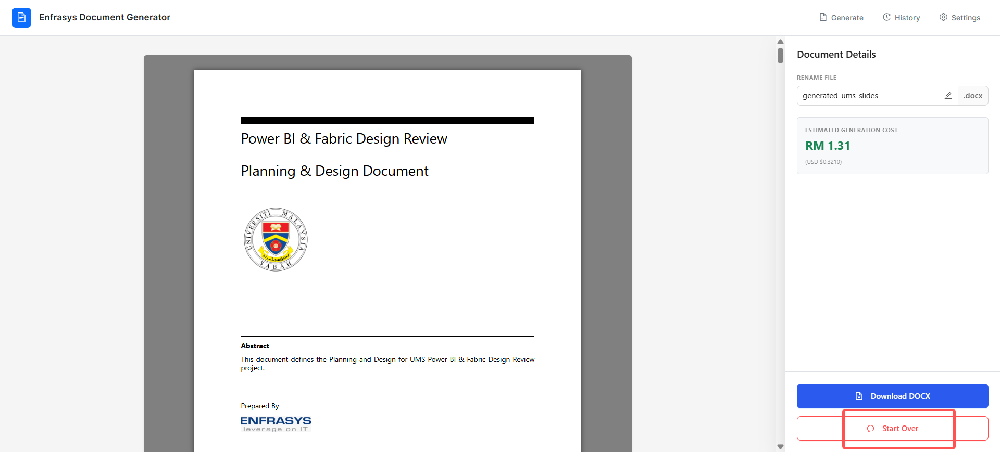 Enfrasys Document Generator
Generate
History
Settings
Power BI & Fabric Design Review
Planning & Design Document
UNIVERSITI MALAYSIA
SABAH
Abstract
This document defines the Planning and Design for UMS Power BI & Fabric Design Review
project.
Prepared By
ENFRASYS
leverage on IT
Document Details
RENAME FILE
generated_ums_slides
.docx
ESTIMATED GENERATION COST
RM 1.31
(USD $0.3210)
Download DOCX
Start Over